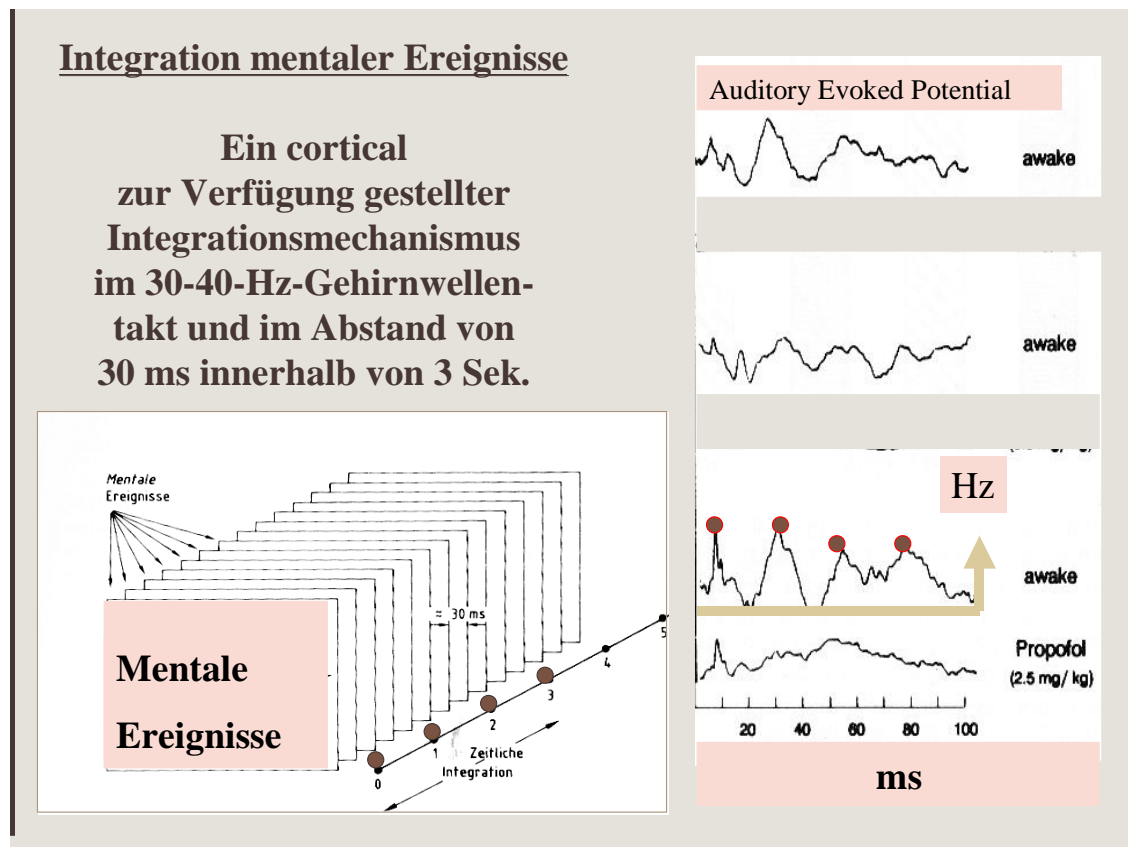 Integration mentaler Ereignisse
Ein cortical
zur Verfügung gestellter
Integrationsmechanismus
im 30-40-Hz-Gehirnwellen-
takt und im Abstand von
30 ms innerhalb von 3 Sek.
Mentale
Ereignisse
≈ 30 ms
Mentale
Ereignisse
0
1
2
3
4
5
Zeitliche
Integration
Auditory Evoked Potential
awake
awake
Hz
awake
Propofol
(2.5 mg/kg)
20 40 60 80 100
ms